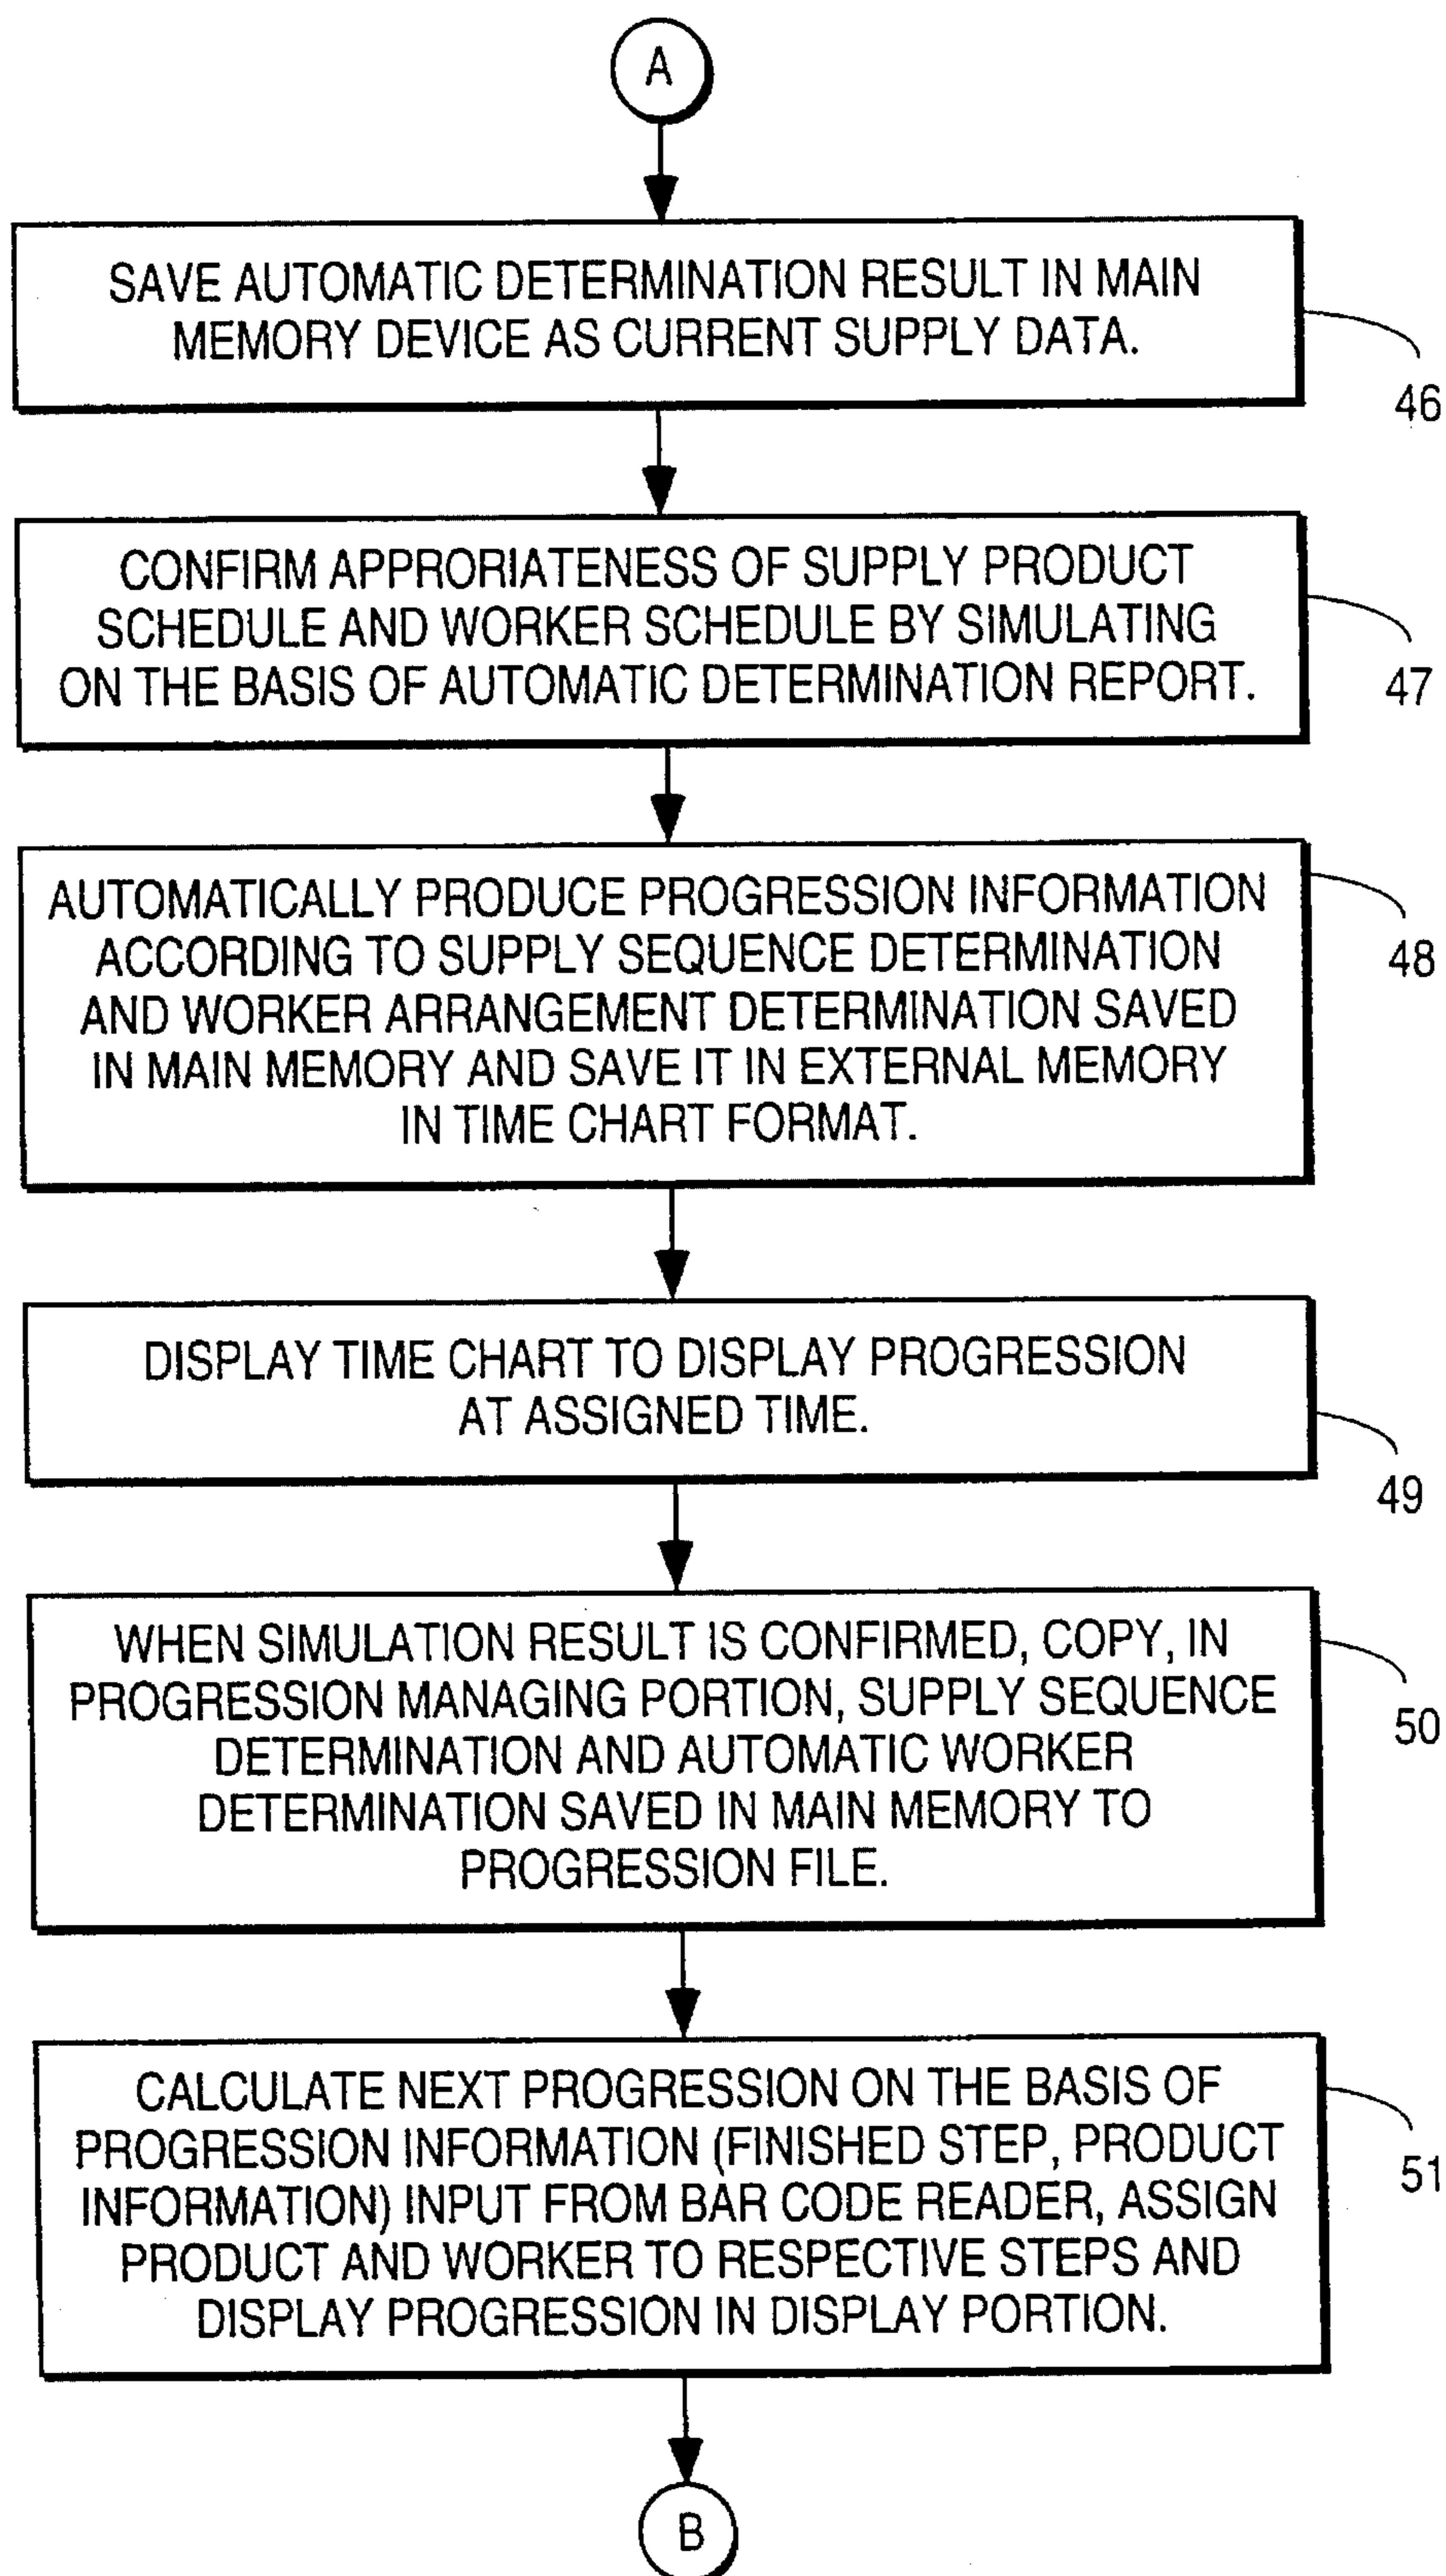 A
SAVE AUTOMATIC DETERMINATION RESULT IN MAIN
MEMORY DEVICE AS CURRENT SUPPLY DATA.
46
CONFIRM APPRORIATENESS OF SUPPLY PRODUCT
SCHEDULE AND WORKER SCHEDULE BY SIMULATING
ON THE BASIS OF AUTOMATIC DETERMINATION REPORT.
47
AUTOMATICALLY PRODUCE PROGRESSION INFORMATION
ACCORDING TO SUPPLY SEQUENCE DETERMINATION
AND WORKER ARRANGEMENT DETERMINATION SAVED
IN MAIN MEMORY AND SAVE IT IN EXTERNAL MEMORY
IN TIME CHART FORMAT.
48
DISPLAY TIME CHART TO DISPLAY PROGRESSION
AT ASSIGNED TIME.
49
WHEN SIMULATION RESULT IS CONFIRMED, COPY, IN
PROGRESSION MANAGING PORTION, SUPPLY SEQUENCE
DETERMINATION AND AUTOMATIC WORKER
DETERMINATION SAVED IN MAIN MEMORY TO
PROGRESSION FILE.
50
CALCULATE NEXT PROGRESSION ON THE BASIS OF
PROGRESSION INFORMATION (FINISHED STEP, PRODUCT
INFORMATION) INPUT FROM BAR CODE READER, ASSIGN
PRODUCT AND WORKER TO RESPECTIVE STEPS AND
DISPLAY PROGRESSION IN DISPLAY PORTION.
51
B